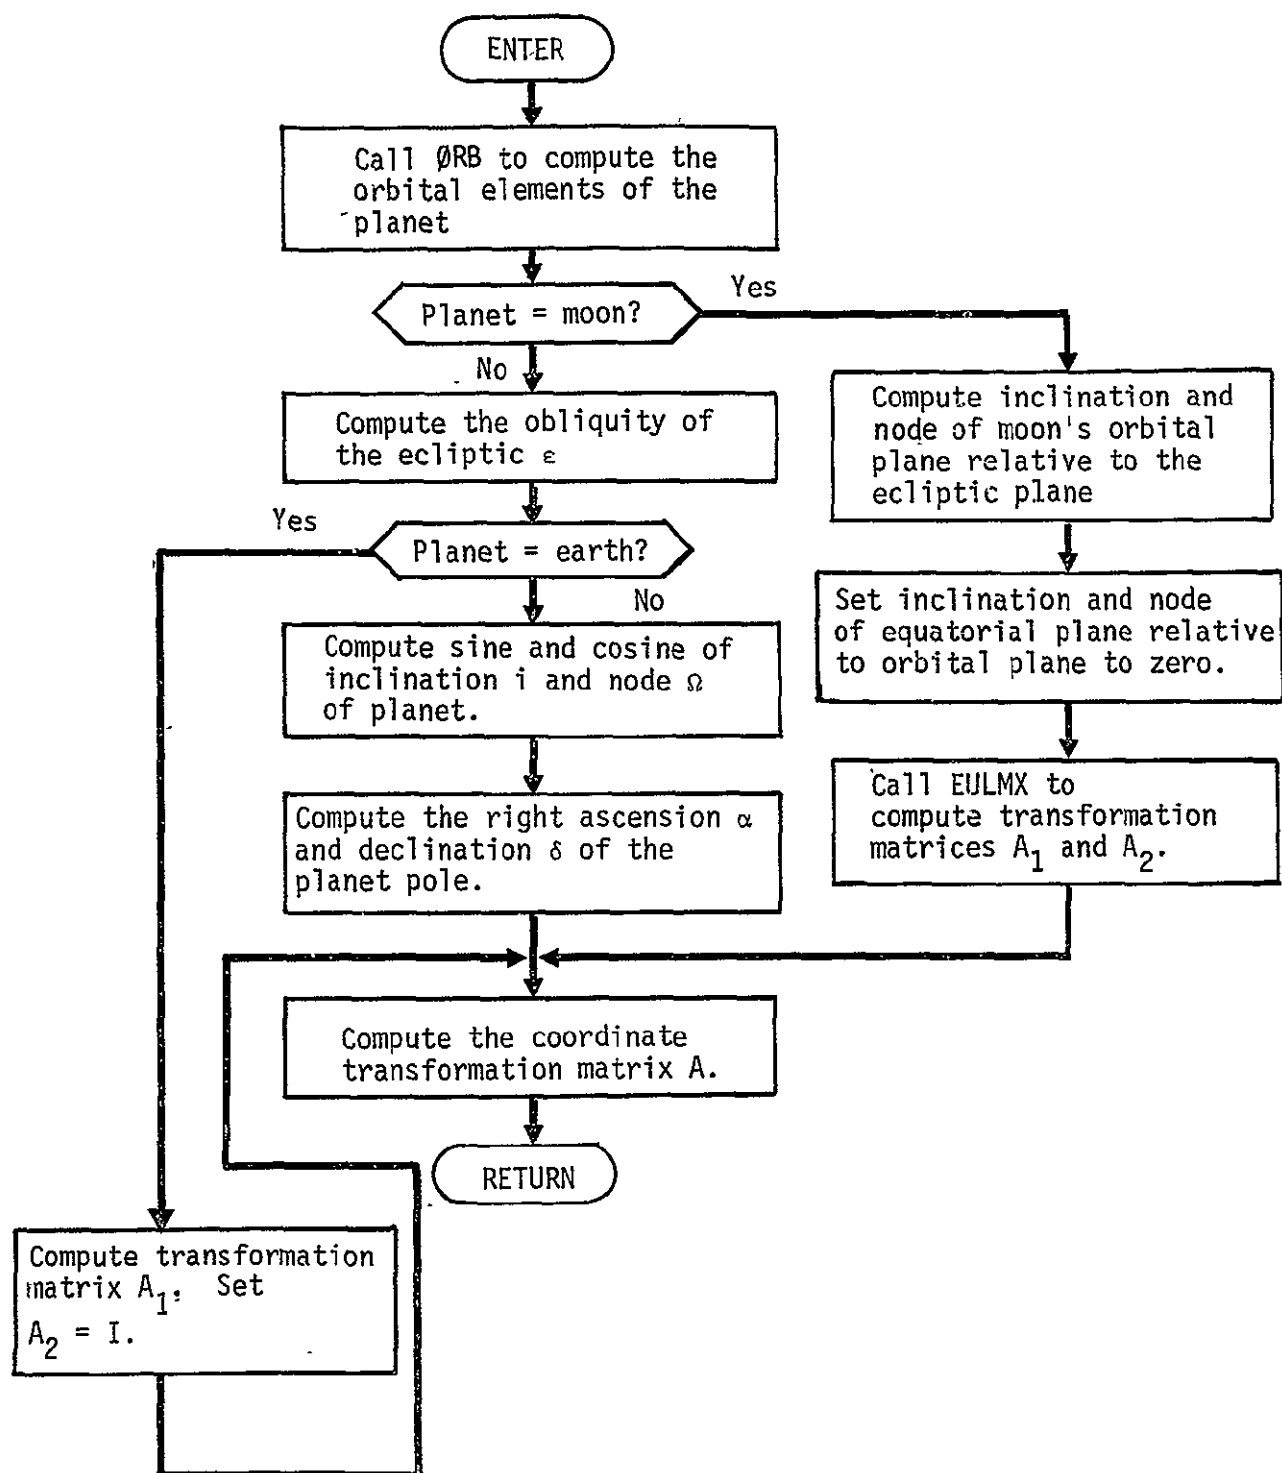 ENTER
Call ØRB to compute the
orbital elements of the
planet
Planet = moon?
Yes
No
Compute the obliquity of
the ecliptic ε
Compute inclination and
node of moon's orbital
plane relative to the
ecliptic plane
Yes
Planet = earth?
No
Set inclination and node
of equatorial plane relative
to orbital plane to zero.
Compute sine and cosine of
inclination i and node Ω
of planet.
Call EULMX to
compute transformation
matrices A₁ and A₂.
Compute the right ascension α
and declination δ of the
planet pole.
Compute the coordinate
transformation matrix A.
RETURN
Compute transformation
matrix A₁. Set
A₂ = I.